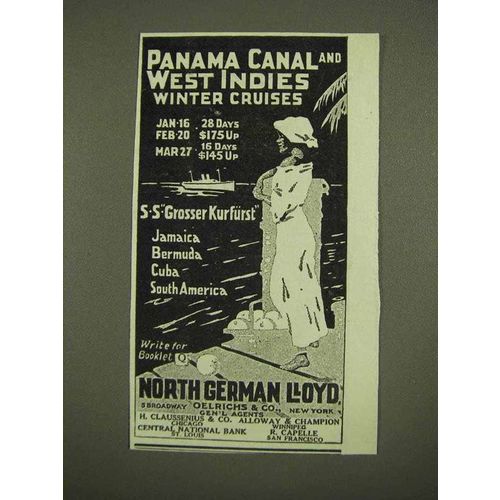 PANAMA CANAL AND
WEST INDIES
WINTER CRUISES
JAN·16 28 DAYS
FEB·20 $175 UP
MAR 27 16 DAYS
$145 UP
S·S "Grosser Kurfürst"
Jamaica
Bermuda
Cuba
South America
Write for
Booklet O
NORTH GERMAN LLOYD
5 BROADWAY OELRICHS & CO., NEW YORK
GEN'L AGENTS
H. CLAUSSENIUS & CO. ALLOWAY & CHAMPION
CHICAGO WINNIPEG
CENTRAL NATIONAL BANK R. CAPELLE
ST. LOUIS SAN FRANCISCO